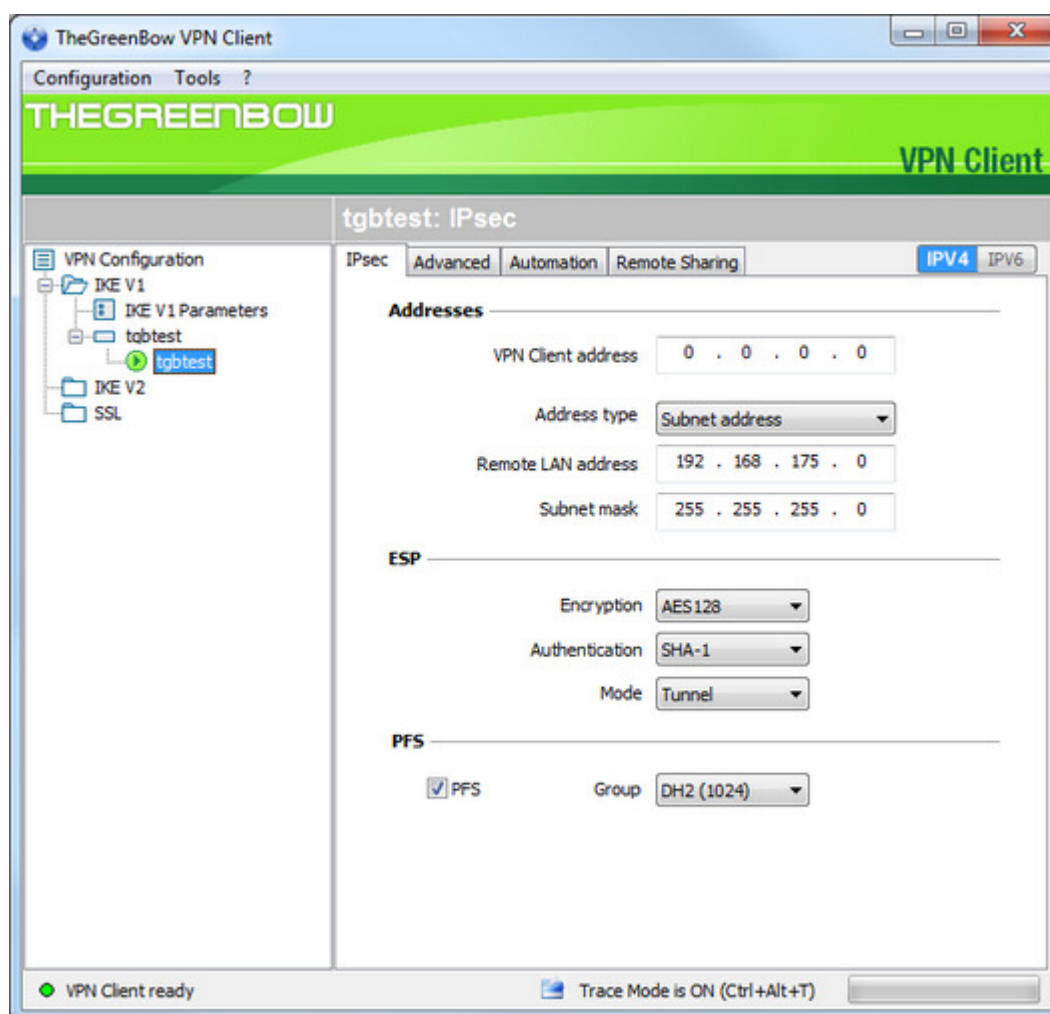 TheGreenBow VPN Client
Configuration Tools ?
THEGREENBOW
VPN Client
tgbtest: IPsec
VPN Configuration
IKE V1
IKE V1 Parameters
tgbtest
tgbtest
IKE V2
SSL
IPsec Advanced Automation Remote Sharing IPV4 IPV6
Addresses
VPN Client address 0 . 0 . 0 . 0
Address type Subnet address
Remote LAN address 192 . 168 . 175 . 0
Subnet mask 255 . 255 . 255 . 0
ESP
Encryption AES128
Authentication SHA-1
Mode Tunnel
PFS
PFS Group DH2 (1024)
VPN Client ready Trace Mode is ON (Ctrl+Alt+T)